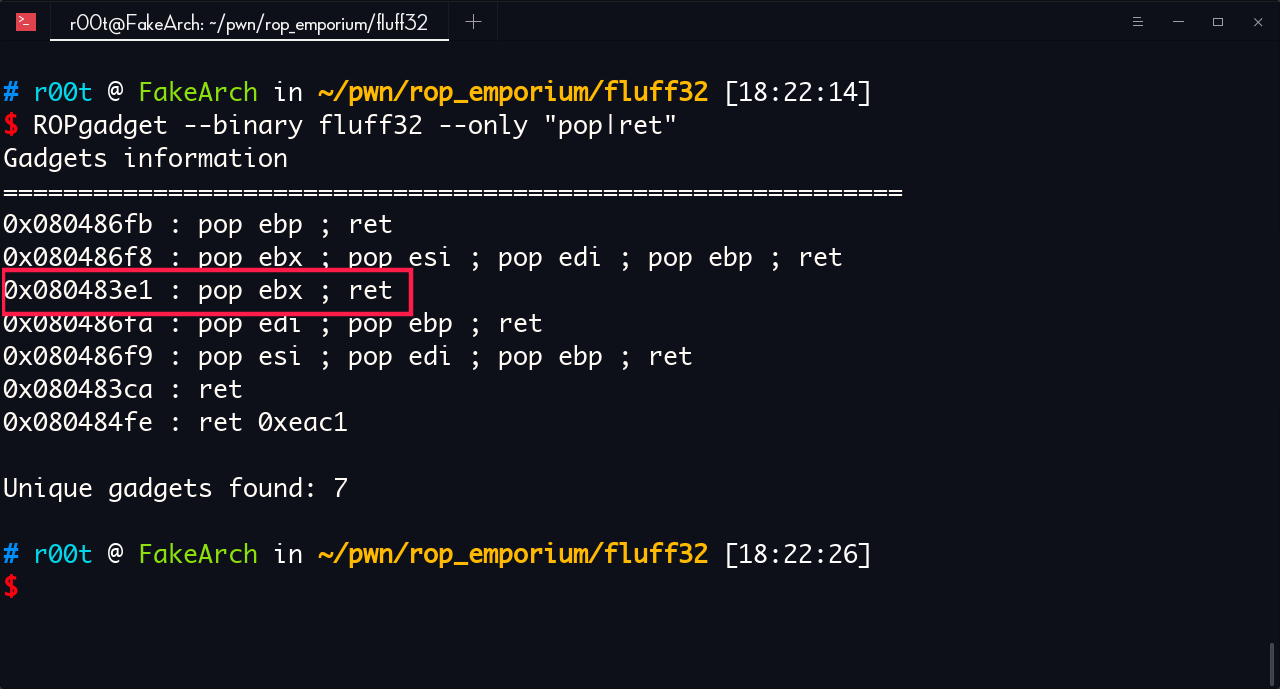 r00t@FakeArch: ~/pwn/rop_emporium/fluff32
# r00t @ FakeArch in ~/pwn/rop_emporium/fluff32 [18:22:14]
$ ROPgadget --binary fluff32 --only "pop|ret"
Gadgets information
============================================================
0x080486fb : pop ebp ; ret
0x080486f8 : pop ebx ; pop esi ; pop edi ; pop ebp ; ret
0x080483e1 : pop ebx ; ret
0x080486fa : pop edi ; pop ebp ; ret
0x080486f9 : pop esi ; pop edi ; pop ebp ; ret
0x080483ca : ret
0x080484fe : ret 0xeac1
Unique gadgets found: 7
# r00t @ FakeArch in ~/pwn/rop_emporium/fluff32 [18:22:26]
$